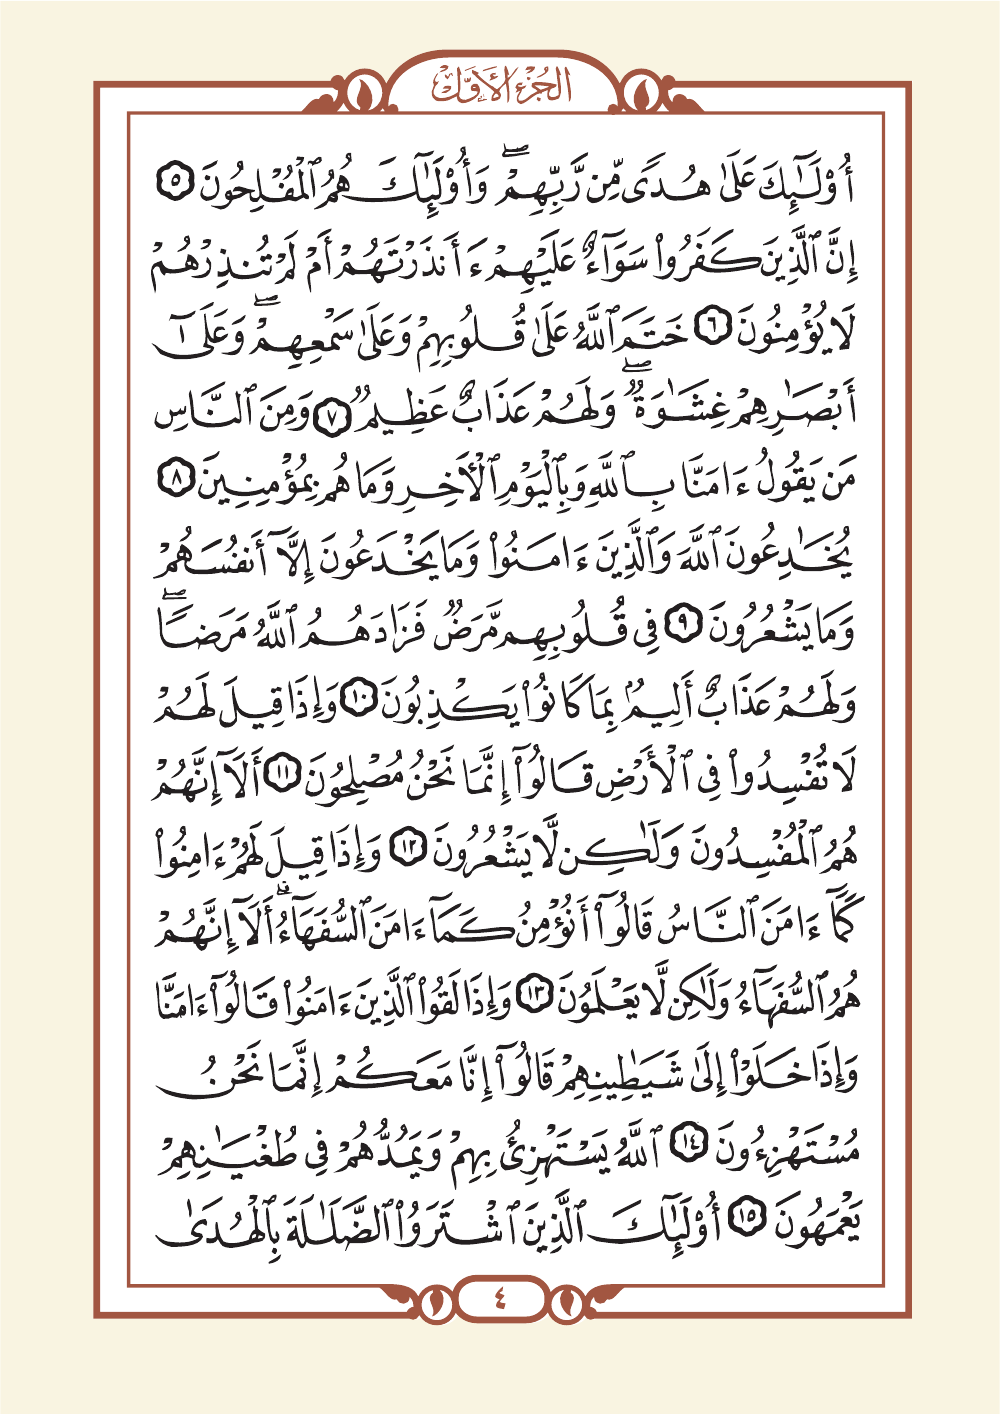 الجزء الأول
أُوْلَٰٓئِكَ عَلَىٰ هُدٗى مِّن رَّبِّهِمۡۖ وَأُوْلَٰٓئِكَ هُمُ ٱلۡمُفۡلِحُونَ ٥
إِنَّ ٱلَّذِينَ كَفَرُواْ سَوَآءٌ عَلَيۡهِمۡ ءَأَنذَرۡتَهُمۡ أَمۡ لَمۡ تُنذِرۡهُمۡ
لَا يُؤۡمِنُونَ ٦ خَتَمَ ٱللَّهُ عَلَىٰ قُلُوبِهِمۡ وَعَلَىٰ سَمۡعِهِمۡۖ وَعَلَىٰٓ
أَبۡصَٰرِهِمۡ غِشَٰوَةٞۖ وَلَهُمۡ عَذَابٌ عَظِيمٞ ٧ وَمِنَ ٱلنَّاسِ
مَن يَقُولُ ءَامَنَّا بِٱللَّهِ وَبِٱلۡيَوۡمِ ٱلۡأٓخِرِ وَمَا هُم بِمُؤۡمِنِينَ ٨
يُخَٰدِعُونَ ٱللَّهَ وَٱلَّذِينَ ءَامَنُواْ وَمَا يَخۡدَعُونَ إِلَّآ أَنفُسَهُمۡ
وَمَا يَشۡعُرُونَ ٩ فِي قُلُوبِهِم مَّرَضٞ فَزَادَهُمُ ٱللَّهُ مَرَضٗاۖ
وَلَهُمۡ عَذَابٌ أَلِيمُۢ بِمَا كَانُواْ يَكۡذِبُونَ ١٠ وَإِذَا قِيلَ لَهُمۡ
لَا تُفۡسِدُواْ فِي ٱلۡأَرۡضِ قَالُوٓاْ إِنَّمَا نَحۡنُ مُصۡلِحُونَ ١١ أَلَآ إِنَّهُمۡ
هُمُ ٱلۡمُفۡسِدُونَ وَلَٰكِن لَّا يَشۡعُرُونَ ١٢ وَإِذَا قِيلَ لَهُمۡ ءَامِنُواْ
كَمَآ ءَامَنَ ٱلنَّاسُ قَالُوٓاْ أَنُؤۡمِنُ كَمَآ ءَامَنَ ٱلسُّفَهَآءُۗ أَلَآ إِنَّهُمۡ
هُمُ ٱلسُّفَهَآءُ وَلَٰكِن لَّا يَعۡلَمُونَ ١٣ وَإِذَا لَقُواْ ٱلَّذِينَ ءَامَنُواْ قَالُوٓاْ ءَامَنَّا
وَإِذَا خَلَوۡاْ إِلَىٰ شَيَٰطِينِهِمۡ قَالُوٓاْ إِنَّا مَعَكُمۡ إِنَّمَا نَحۡنُ
مُسۡتَهۡزِءُونَ ١٤ ٱللَّهُ يَسۡتَهۡزِئُ بِهِمۡ وَيَمُدُّهُمۡ فِي طُغۡيَٰنِهِمۡ
يَعۡمَهُونَ ١٥ أُوْلَٰٓئِكَ ٱلَّذِينَ ٱشۡتَرَوُاْ ٱلضَّلَٰلَةَ بِٱلۡهُدَىٰ
٤